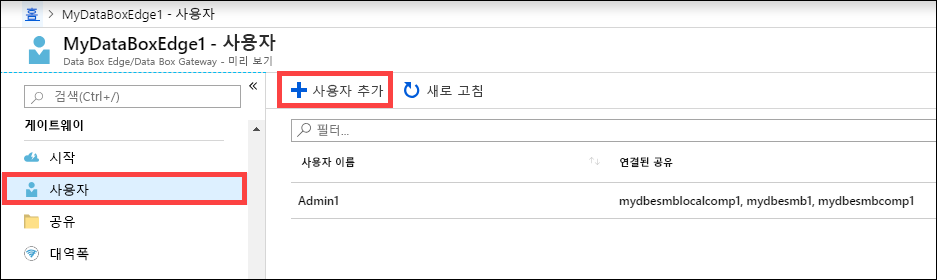 홈 > MyDataBoxEdge1 - 사용자 >
MyDataBoxEdge1 - 사용자
Data Box Edge/Data Box Gateway - 미리 보기
검색(Ctrl+/)
«
게이트웨이
시작
사용자
공유
대역폭
+ 사용자 추가 새로 고침
필터...
사용자 이름 ↑↓ 연결된 공유
Admin1 mydbesmblocalcomp1, mydbesmb1, mydbesmbcomp1